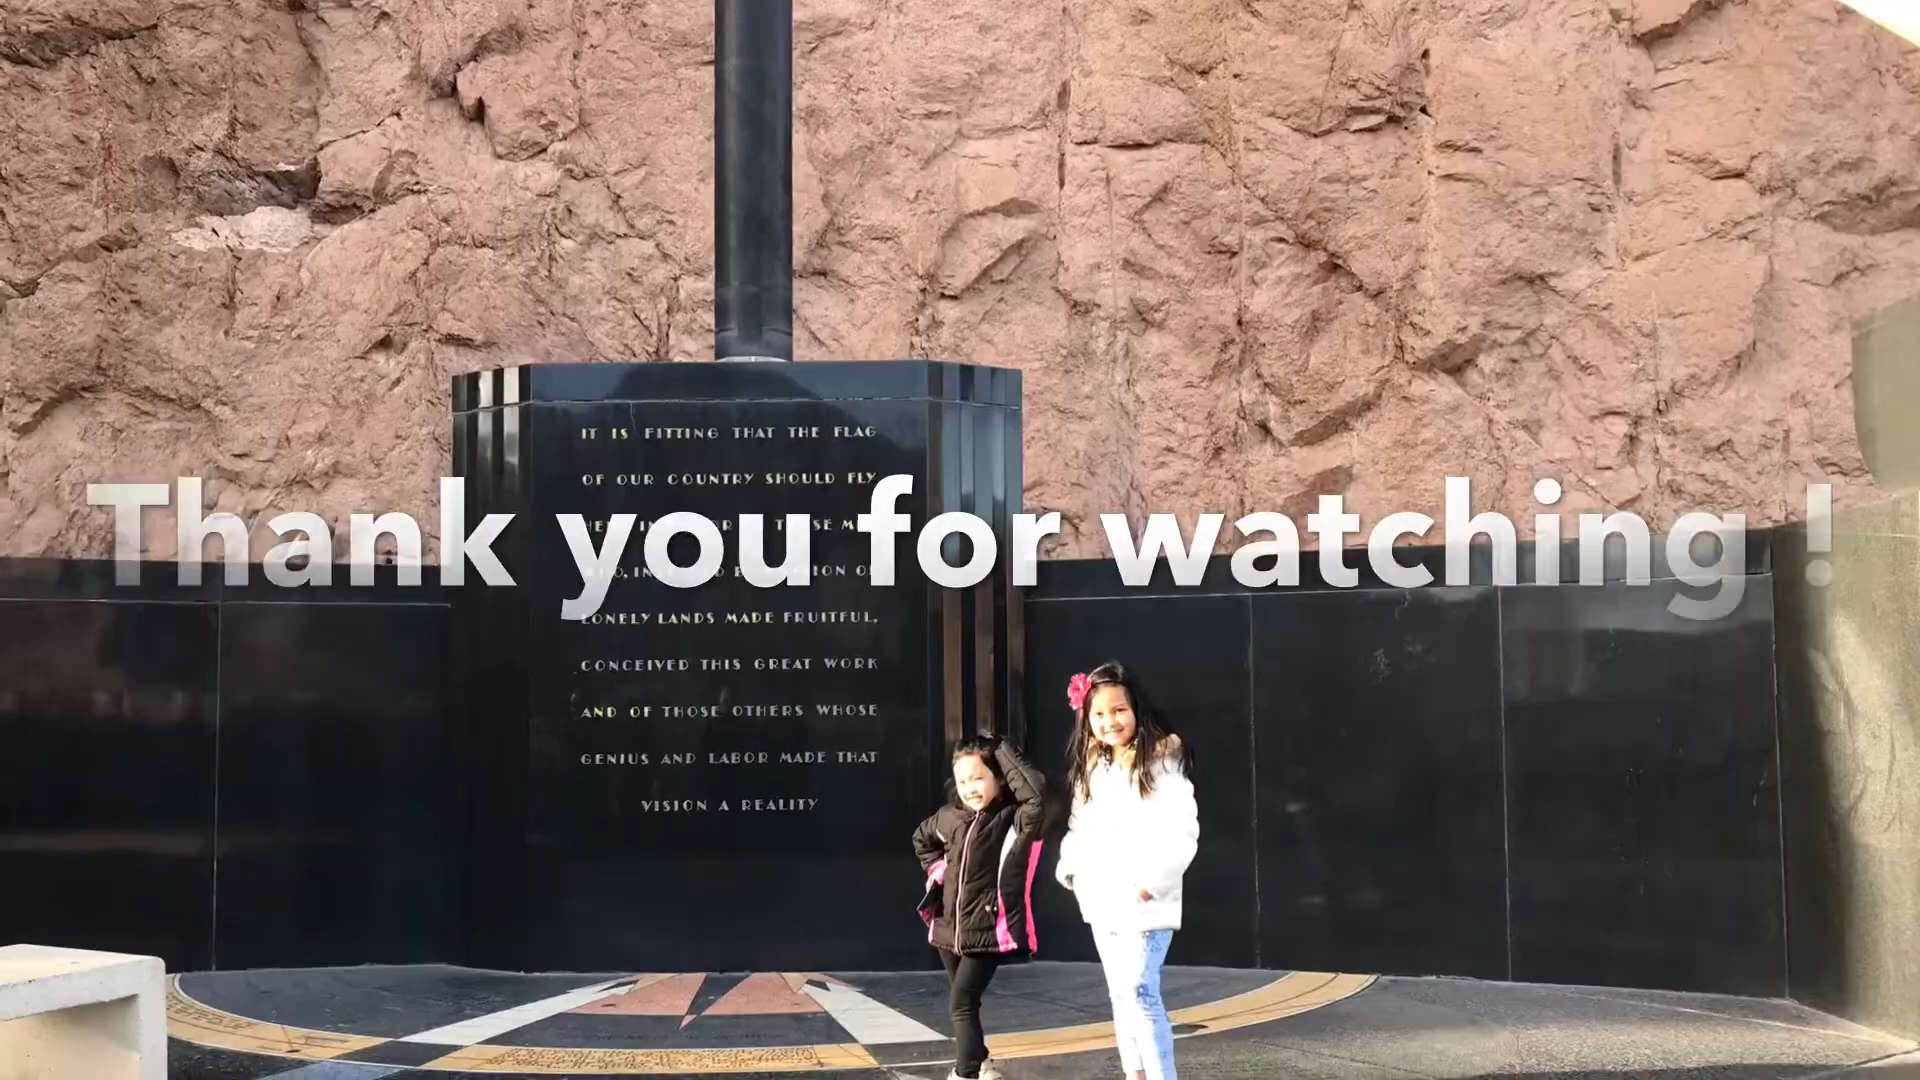 IT IS FITTING THAT THE FLAG
OF OUR COUNTRY SHOULD FLY
Thank you for watching !
LONELY LANDS MADE FRUITFUL,
CONCEIVED THIS GREAT WORK
AND OF THOSE OTHERS WHOSE
GENIUS AND LABOR MADE THAT
VISION A REALITY